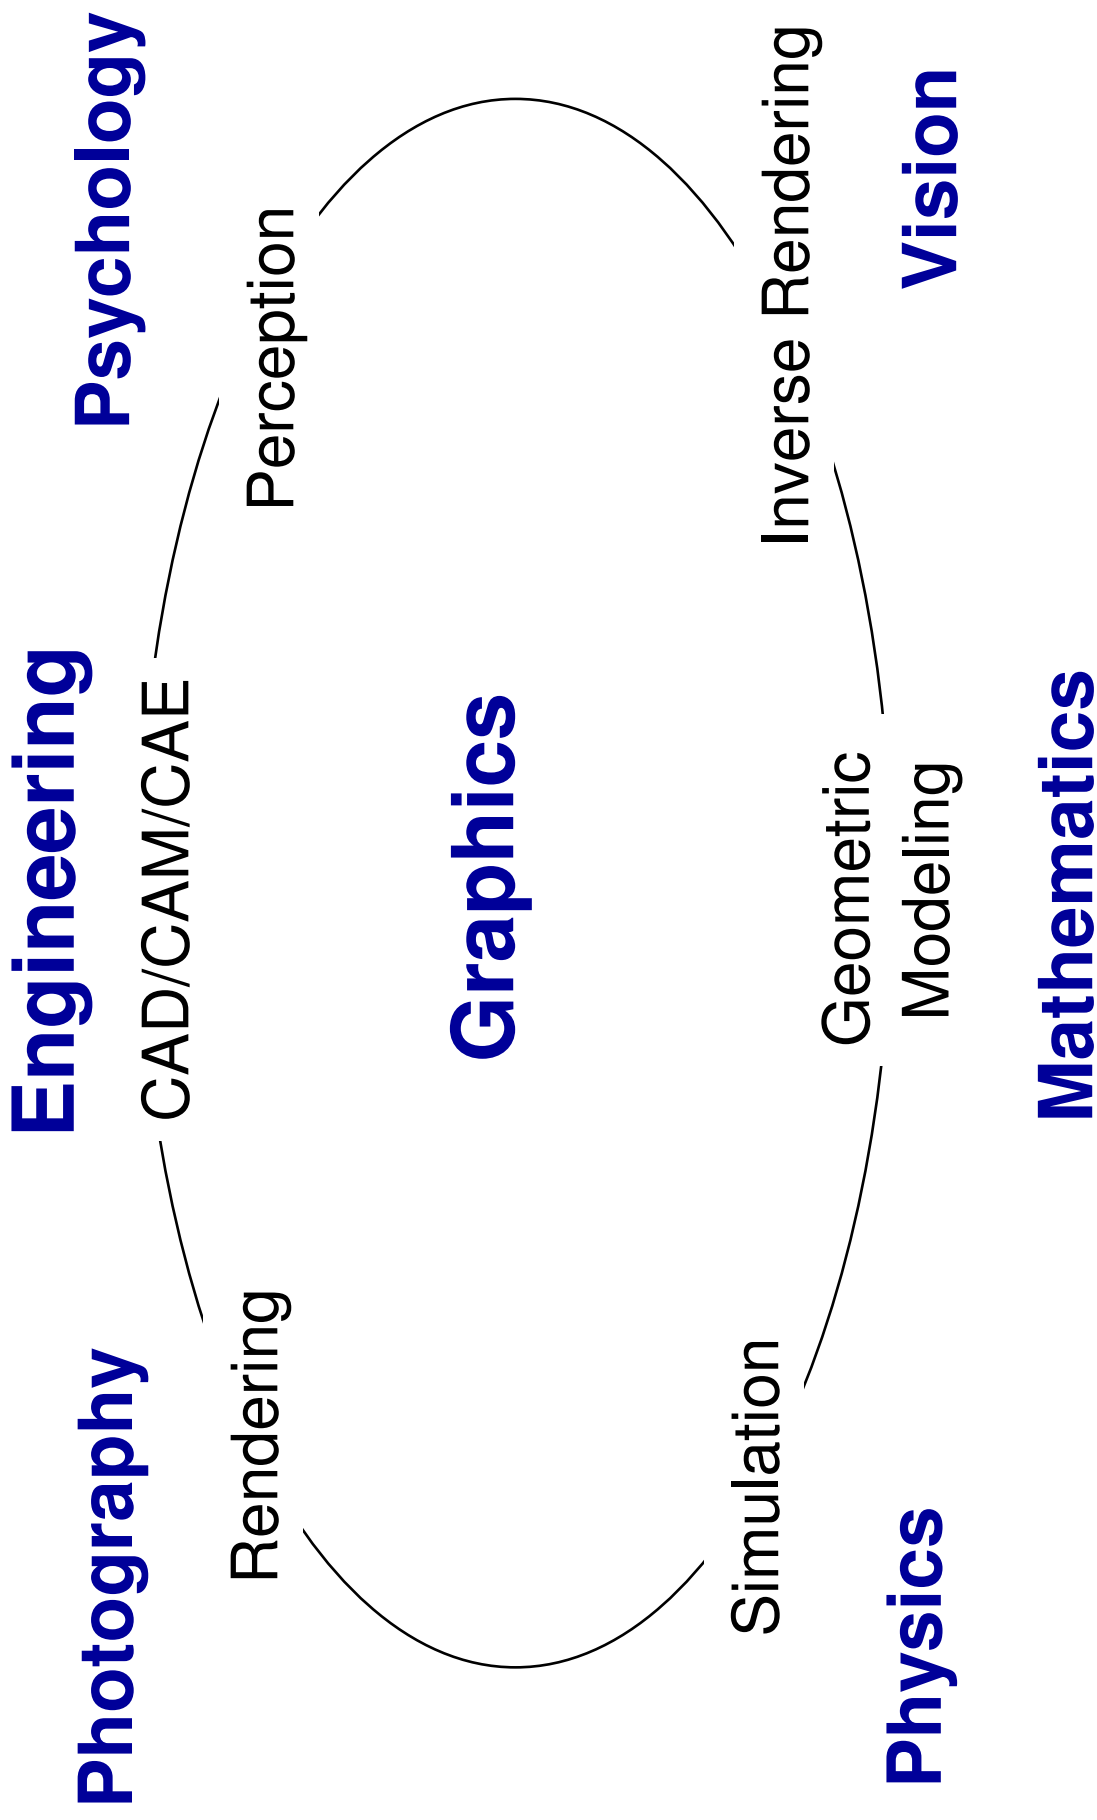 Engineering
Photography
Psychology
CAD/CAM/CAE
Rendering
Perception
Graphics
Simulation
Inverse Rendering
Geometric
Modeling
Physics
Vision
Mathematics